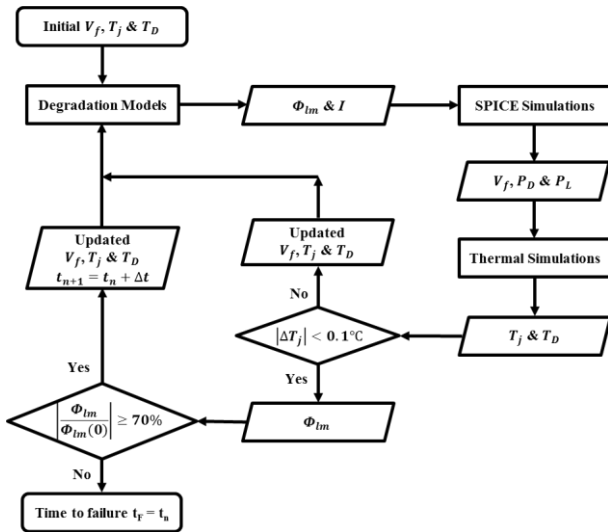 Initial V_f, T_j & T_D
Degradation Models
Φ_lm & I
SPICE Simulations
V_f, P_D & P_L
Thermal Simulations
T_j & T_D
|ΔT_j| < 0.1°C
No
Updated
V_f, T_j & T_D
Yes
Φ_lm
|Φ_lm / Φ_lm(0)| ≥ 70%
Yes
Updated
V_f, T_j & T_D
t_{n+1} = t_n + Δt
No
Time to failure t_F = t_n